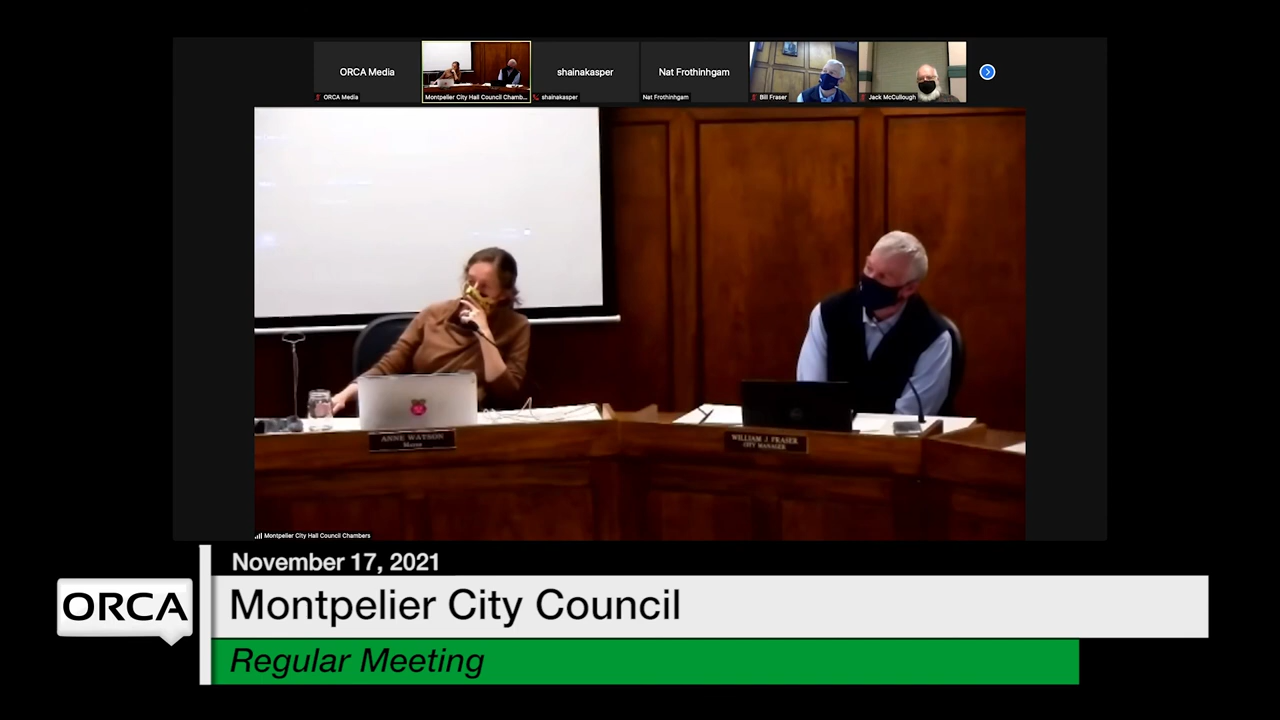 ORCA Media
shainakasper
Nat Frothinhgam
ORCA Media
Montpelier City Hall Council Chamb...
shainakasper
Nat Frothinhgam
Bill Fraser
Jack McCullough
ANNE WATSON
Mayor
WILLIAM J FRASER
CITY MANAGER
Montpelier City Hall Council Chambers
November 17, 2021
ORCA
Montpelier City Council
Regular Meeting